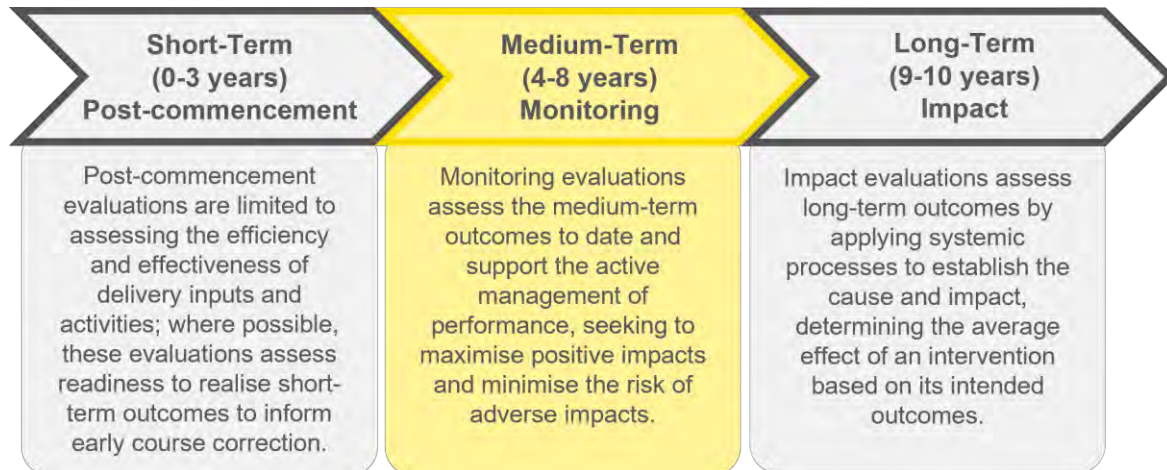 Short-Term
(0-3 years)
Post-commencement
Post-commencement
evaluations are limited to
assessing the efficiency
and effectiveness of
delivery inputs and
activities; where possible,
these evaluations assess
readiness to realise short-
term outcomes to inform
early course correction.
Medium-Term
(4-8 years)
Monitoring
Monitoring evaluations
assess the medium-term
outcomes to date and
support the active
management of
performance, seeking to
maximise positive impacts
and minimise the risk of
adverse impacts.
Long-Term
(9-10 years)
Impact
Impact evaluations assess
long-term outcomes by
applying systemic
processes to establish the
cause and impact,
determining the average
effect of an intervention
based on its intended
outcomes.